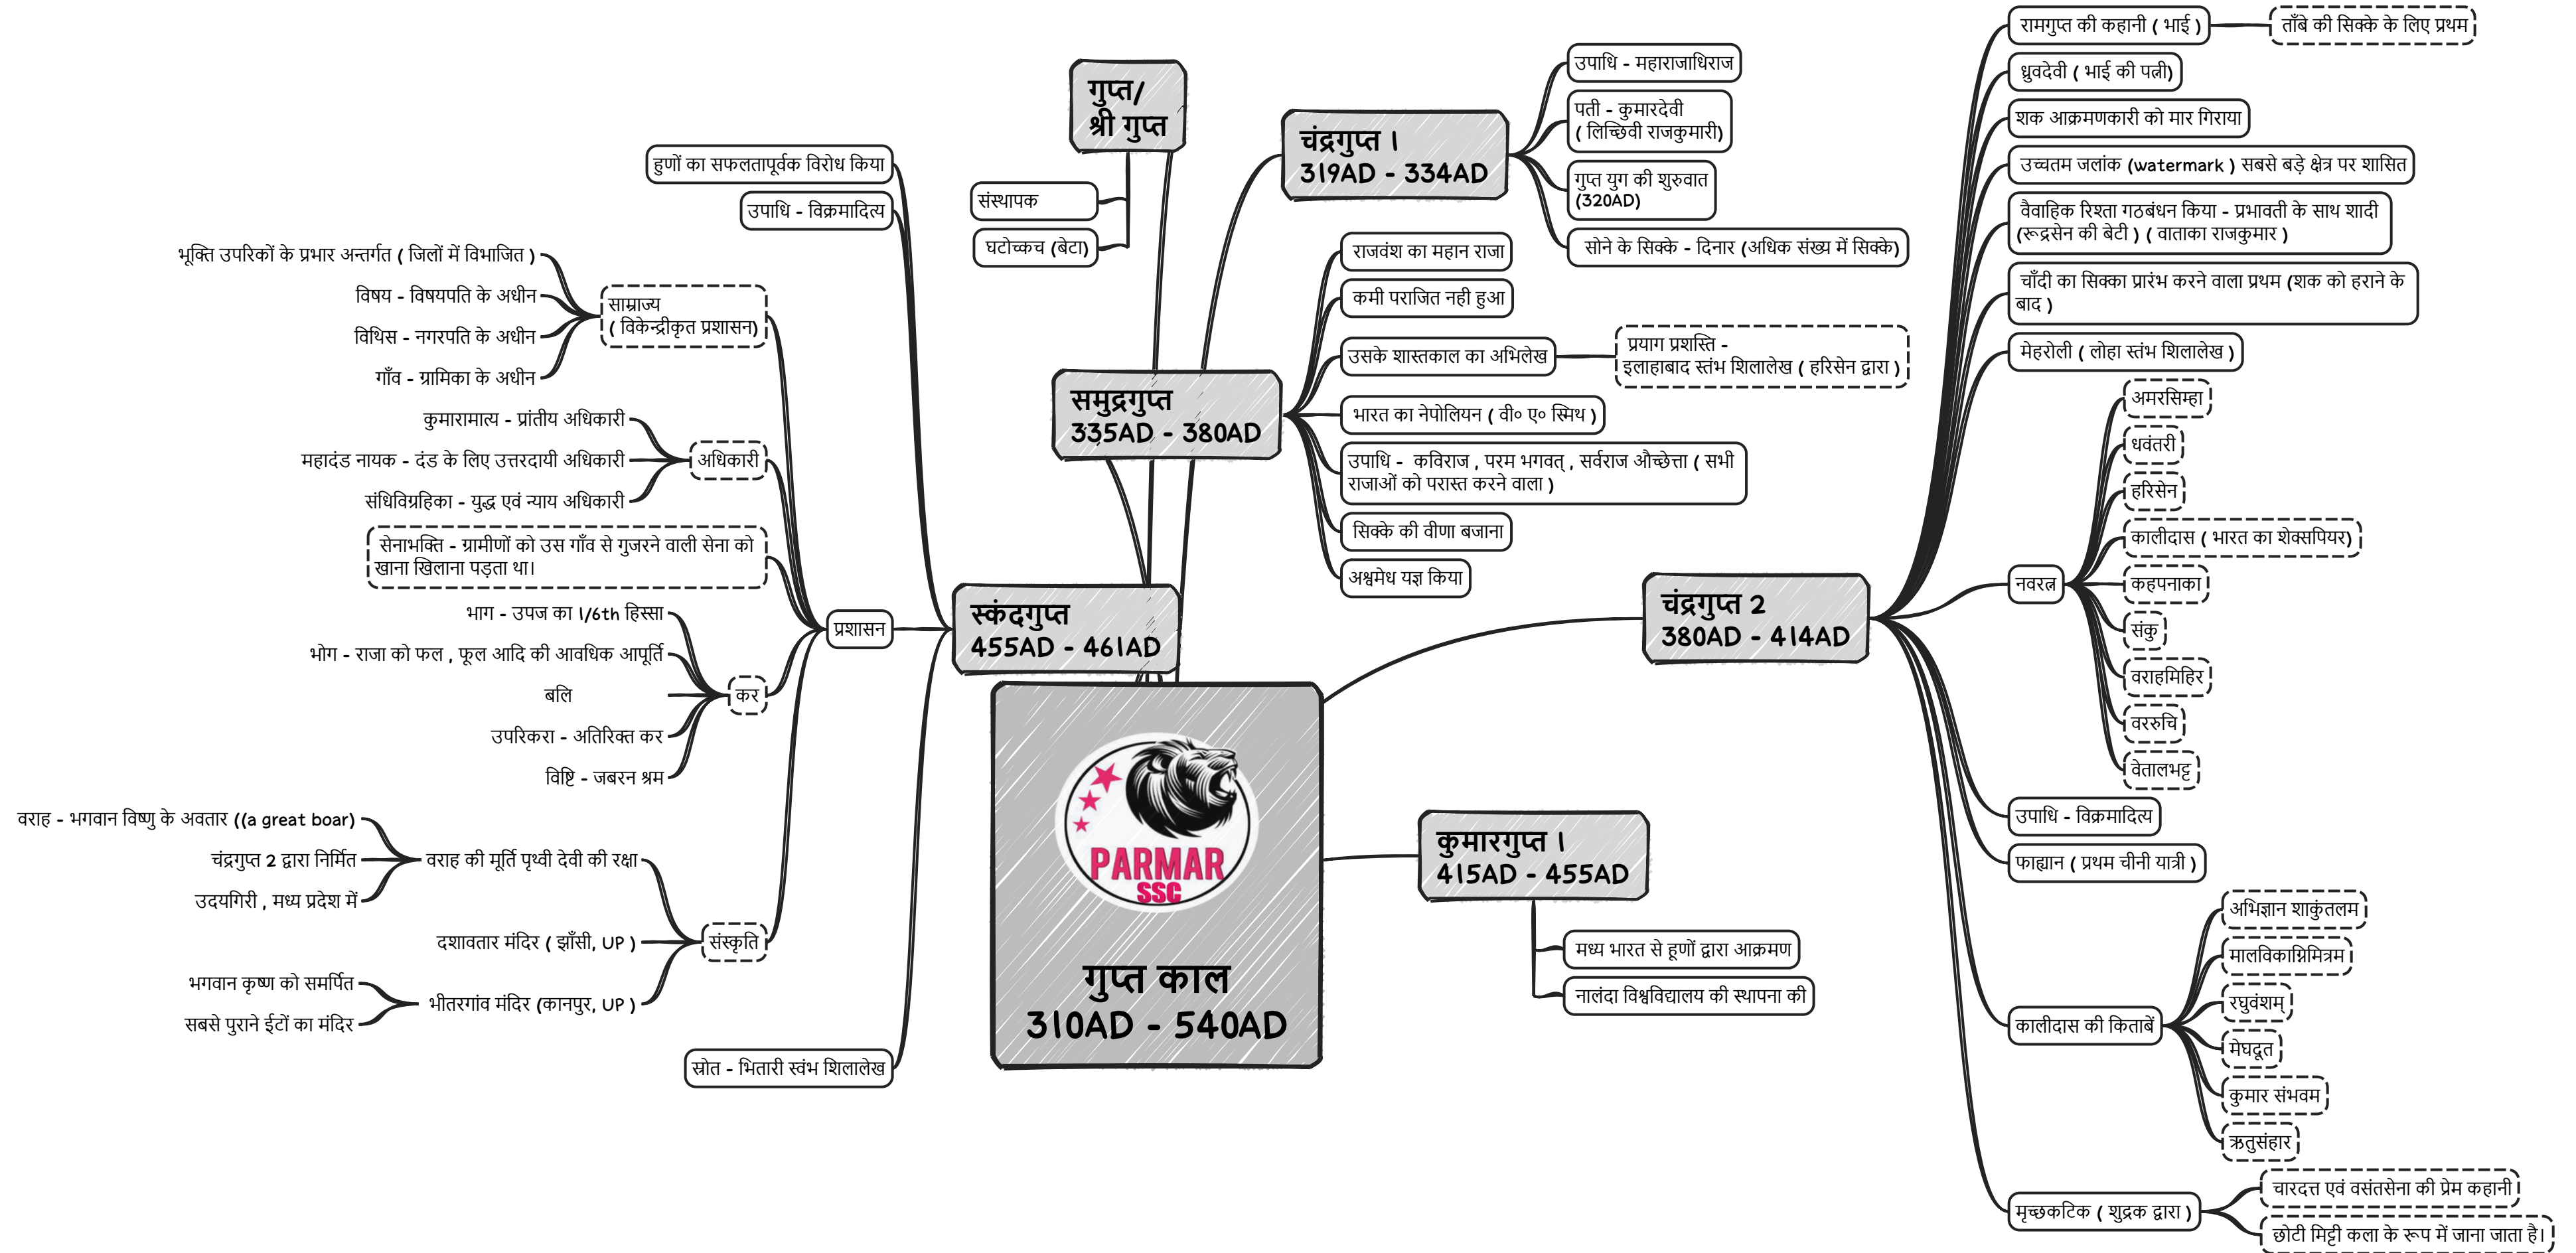 गुप्त/
श्री गुप्त
संस्थापक
घटोच्कच (बेटा)
चंद्रगुप्त 1
319AD - 334AD
उपाधि - महाराजाधिराज
पती - कुमारदेवी
( लिच्छिवी राजकुमारी)
गुप्त युग की शुरुवात
(320AD)
सोने के सिक्के - दिनार (अधिक संख्य में सिक्के)
समुद्रगुप्त
335AD - 380AD
राजवंश का महान राजा
कमी पराजित नही हुआ
उसके शास्तकाल का अभिलेख
प्रयाग प्रशस्ति -
इलाहाबाद स्तंभ शिलालेख ( हरिसेन द्वारा )
भारत का नेपोलियन ( वी० ए० स्मिथ )
उपाधि - कविराज , परम भगवत् , सर्वराज औच्छेत्ता ( सभी
राजाओं को परास्त करने वाला )
सिक्के की वीणा बजाना
अश्वमेध यज्ञ किया
चंद्रगुप्त 2
380AD - 414AD
रामगुप्त की कहानी ( भाई )
ताँबे की सिक्के के लिए प्रथम
ध्रुवदेवी ( भाई की पत्नी)
शक आक्रमणकारी को मार गिराया
उच्चतम जलांक (watermark ) सबसे बड़े क्षेत्र पर शासित
वैवाहिक रिश्ता गठबंधन किया - प्रभावती के साथ शादी
(रूद्रसेन की बेटी ) ( वाताका राजकुमार )
चाँदी का सिक्का प्रारंभ करने वाला प्रथम (शक को हराने के
बाद )
मेहरोली ( लोहा स्तंभ शिलालेख )
नवरत्न
अमरसिम्हा
धवंतरी
हरिसेन
कालीदास ( भारत का शेक्सपियर)
कहपनाका
संकु
वराहमिहिर
वररुचि
वेतालभट्ट
उपाधि - विक्रमादित्य
फाह्यान ( प्रथम चीनी यात्री )
कालीदास की किताबें
अभिज्ञान शाकुंतलम
मालविकाग्निमित्रम
रघुवंशम्
मेघदूत
कुमार संभवम
ऋतुसंहार
मृच्छकटिक ( शुद्रक द्वारा )
चारदत्त एवं वसंतसेना की प्रेम कहानी
छोटी मिट्टी कला के रूप में जाना जाता है।
कुमारगुप्त 1
415AD - 455AD
मध्य भारत से हूणों द्वारा आक्रमण
नालंदा विश्वविद्यालय की स्थापना की
स्कंदगुप्त
455AD - 461AD
हुणों का सफलतापूर्वक विरोध किया
उपाधि - विक्रमादित्य
प्रशासन
साम्राज्य
( विकेन्द्रीकृत प्रशासन)
भूक्ति उपरिकों के प्रभार अन्तर्गत ( जिलों में विभाजित )
विषय - विषयपति के अधीन
विथिस - नगरपति के अधीन
गाँव - ग्रामिका के अधीन
अधिकारी
कुमारामात्य - प्रांतीय अधिकारी
महादंड नायक - दंड के लिए उत्तरदायी अधिकारी
संधिविग्रहिका - युद्ध एवं न्याय अधिकारी
सेनाभक्ति - ग्रामीणों को उस गाँव से गुजरने वाली सेना को
खाना खिलाना पड़ता था।
कर
भाग - उपज का 1/6th हिस्सा
भोग - राजा को फल , फूल आदि की आवधिक आपूर्ति
बलि
उपरिकरा - अतिरिक्त कर
विष्टि - जबरन श्रम
संस्कृति
वराह की मूर्ति पृथ्वी देवी की रक्षा
वराह - भगवान विष्णु के अवतार ((a great boar)
चंद्रगुप्त 2 द्वारा निर्मित
उदयगिरी , मध्य प्रदेश में
दशावतार मंदिर ( झाँसी, UP )
भीतरगांव मंदिर (कानपुर, UP )
भगवान कृष्ण को समर्पित
सबसे पुराने ईटों का मंदिर
स्रोत - भितारी स्वंभ शिलालेख
PARMAR
SSC
गुप्त काल
310AD - 540AD